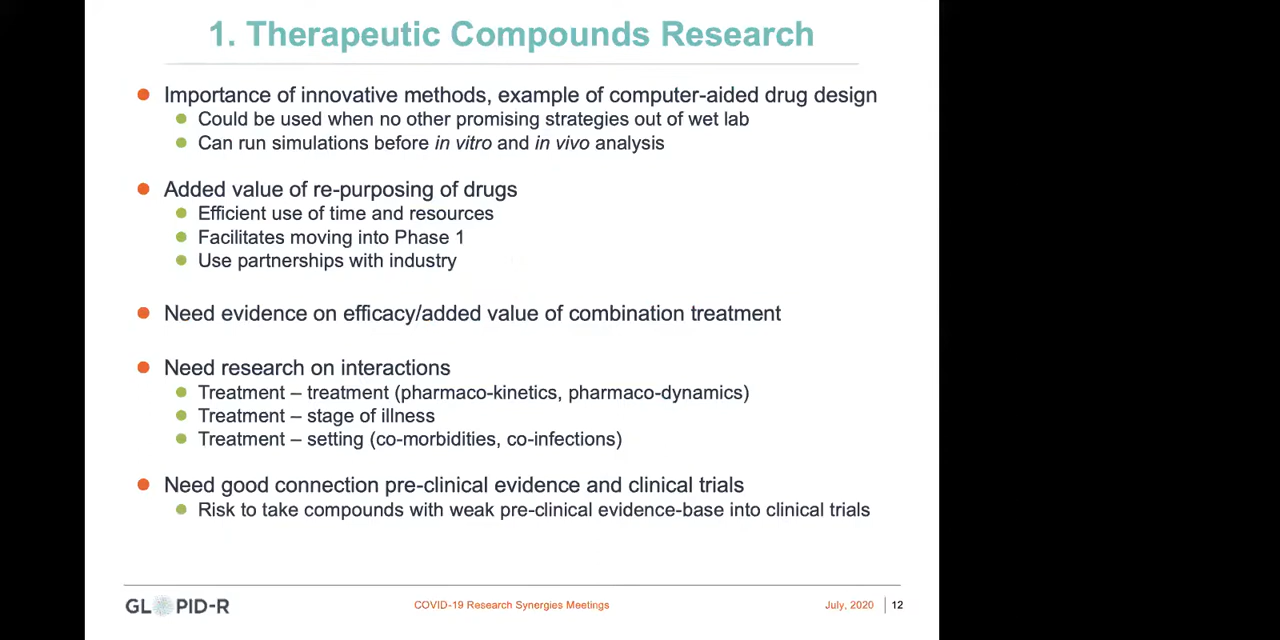 1. Therapeutic Compounds Research
Importance of innovative methods, example of computer-aided drug design
Could be used when no other promising strategies out of wet lab
Can run simulations before in vitro and in vivo analysis
Added value of re-purposing of drugs
Efficient use of time and resources
Facilitates moving into Phase 1
Use partnerships with industry
Need evidence on efficacy/added value of combination treatment
Need research on interactions
Treatment – treatment (pharmaco-kinetics, pharmaco-dynamics)
Treatment – stage of illness
Treatment – setting (co-morbidities, co-infections)
Need good connection pre-clinical evidence and clinical trials
Risk to take compounds with weak pre-clinical evidence-base into clinical trials
GLOPID-R COVID-19 Research Synergies Meetings July, 2020 12